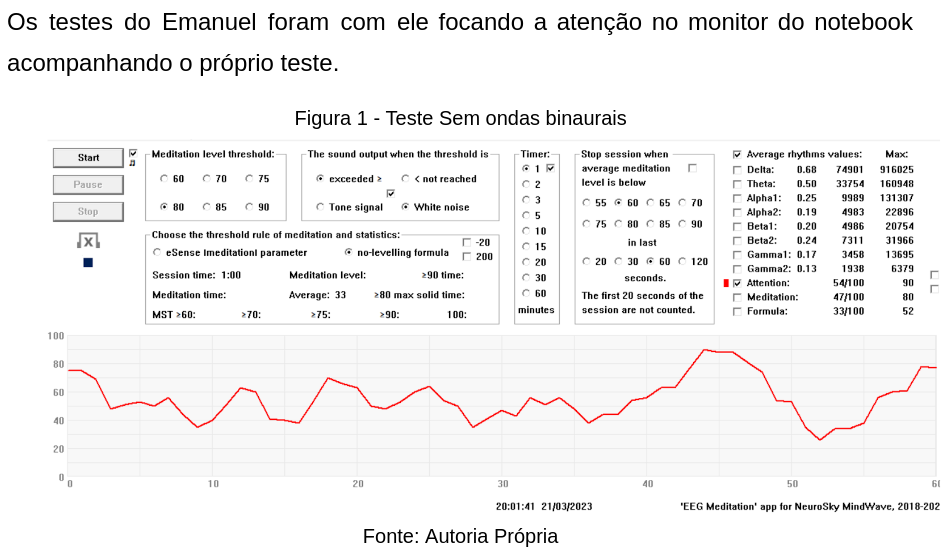 Os testes do Emanuel foram com ele focando a atenção no monitor do notebook
acompanhando o próprio teste.
Figura 1 - Teste Sem ondas binaurais
Start
Pause
Stop
Meditation level threshold:
60 70 75
80 85 90
The sound output when the threshold is
exceeded ≥ < not reached
Tone signal White noise
Choose the threshold rule of meditation and statistics:
eSense (meditation) parameter no-levelling formula
-20
200
Session time: 1:00 Meditation level: ≥90 time:
Meditation time: Average: 33 ≥80 max solid time:
MST ≥60: ≥70: ≥75: ≥90: 100:
Timer:
1
2
3
5
10
15
20
30
60
minutes
Stop session when
average meditation
level is below
55 60 65 70
75 80 85 90
in last
20 30 60 120
seconds.
The first 20 seconds of the
session are not counted.
Average rhythms values: Max:
Delta: 0.68 74901 916025
Theta: 0.50 33754 160948
Alpha1: 0.25 9989 131307
Alpha2: 0.19 4983 22896
Beta1: 0.20 4986 20754
Beta2: 0.24 7311 31966
Gamma1: 0.17 3458 13695
Gamma2: 0.13 1938 6379
Attention: 54/100 90
Meditation: 47/100 80
Formula: 33/100 52
100
80
60
40
20
0
0 10 20 30 40 50 60
20:01:41 21/03/2023 'EEG Meditation' app for NeuroSky MindWave, 2018-202
Fonte: Autoria Própria